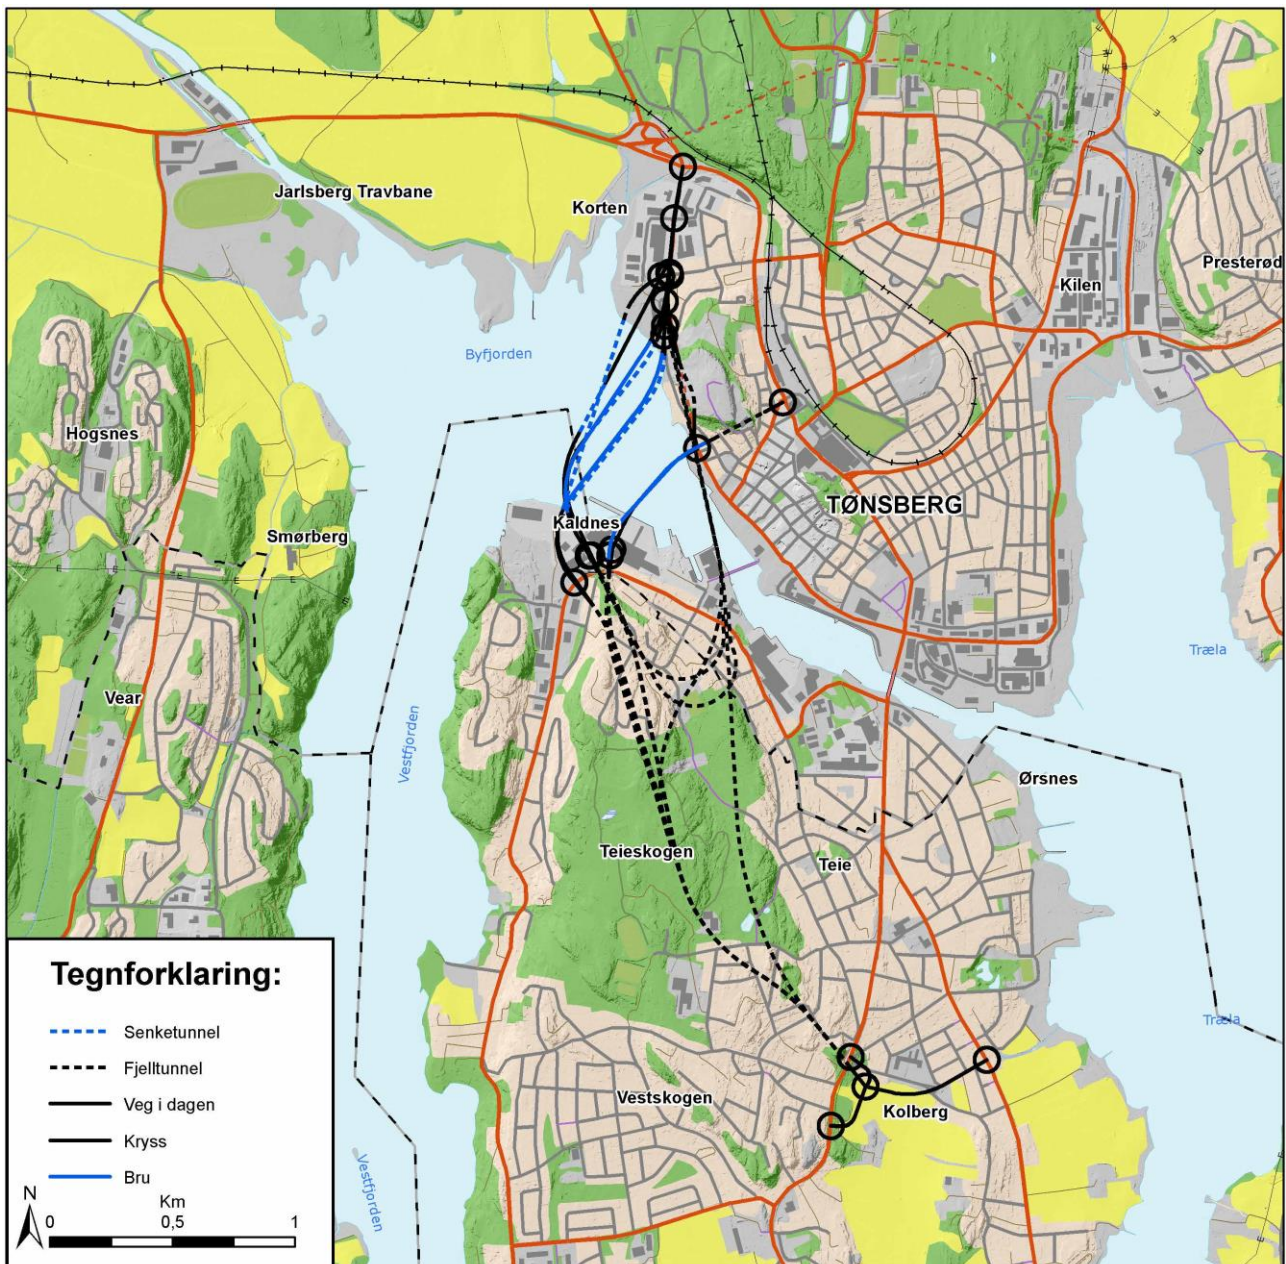 Jarlsberg Travbane
Korten
Presterød
Kilen
Byfjorden
Hogsnes
TØNSBERG
Kaldnes
Smørberg
Træla
Vear
Vestfjorden
Ørsnes
Teieskogen
Teie
Tegnforklaring:
Senketunnel
Træla
Fjelltunnel
Veg i dagen
Vestskogen
Kolberg
Kryss
Bru
Vestfjorden
N
Km
0 0,5 1